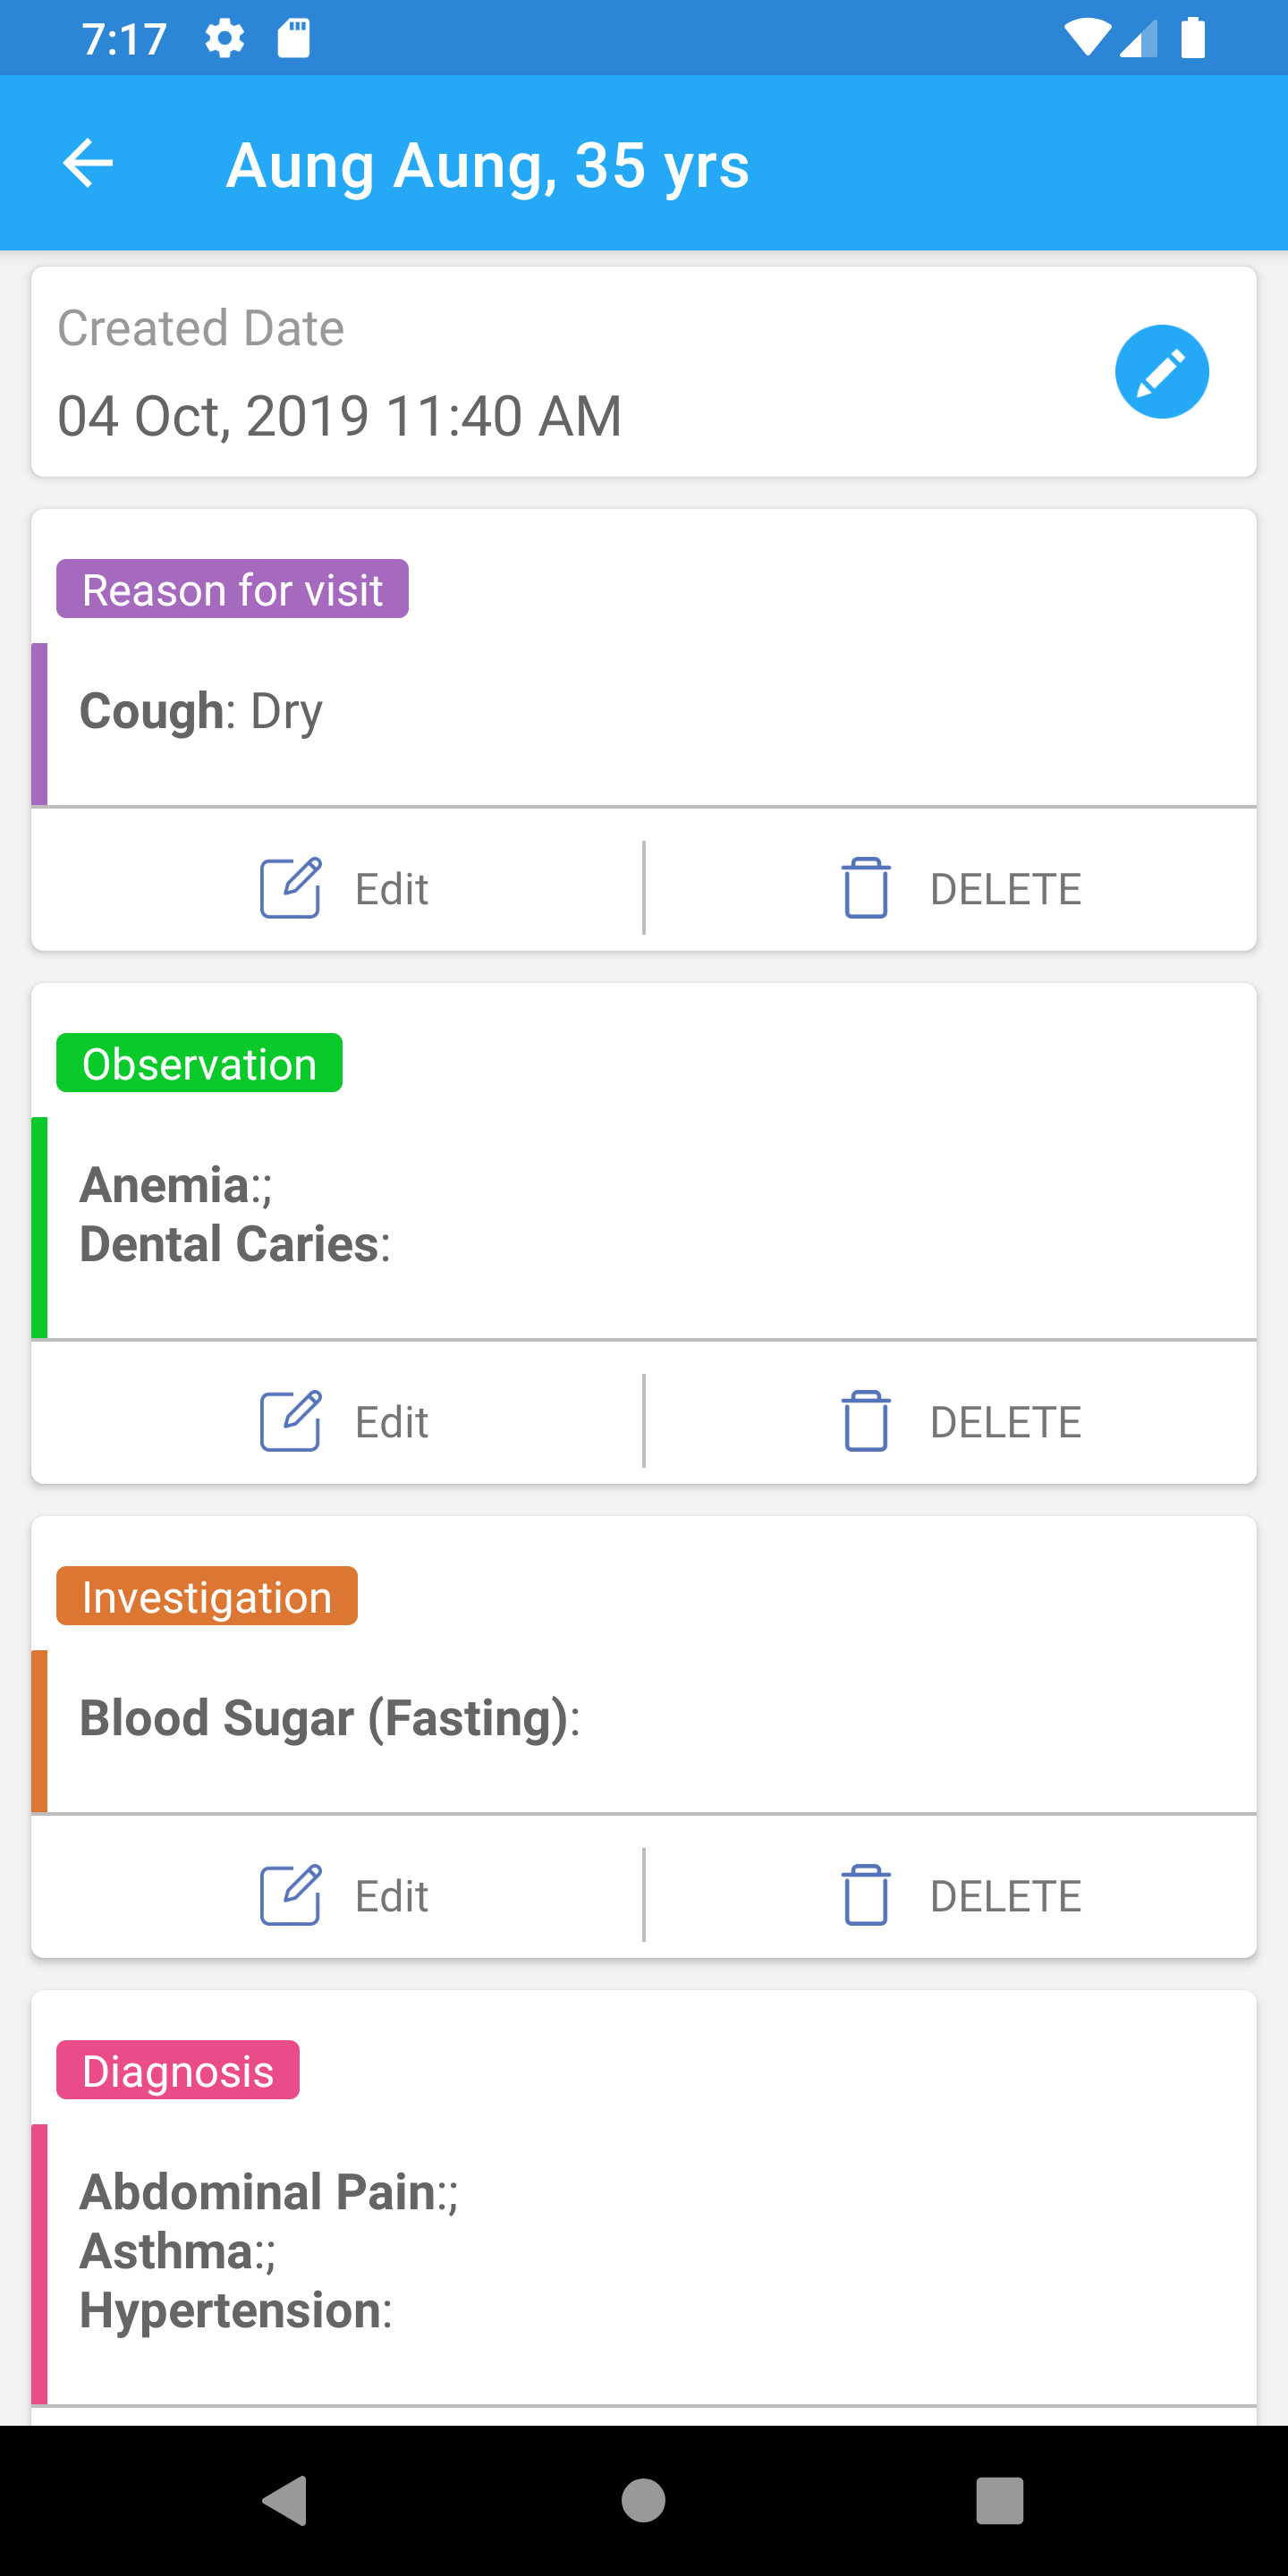 7:17
Aung Aung, 35 yrs
Created Date
04 Oct, 2019 11:40 AM
Reason for visit
Cough: Dry
Edit
DELETE
Observation
Anemia:;
Dental Caries:
Edit
DELETE
Investigation
Blood Sugar (Fasting):
Edit
DELETE
Diagnosis
Abdominal Pain:;
Asthma:;
Hypertension: